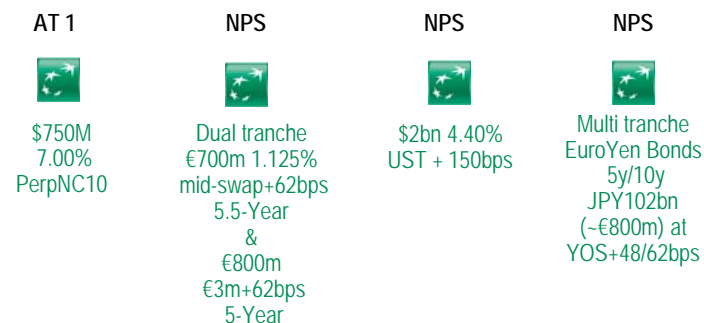 AT 1
$750M
7.00%
PerpNC10
NPS
Dual tranche
€700m 1.125%
mid-swap+62bps
5.5-Year
&
€800m
€3m+62bps
5-Year
NPS
$2bn 4.40%
UST + 150bps
NPS
Multi tranche
EuroYen Bonds
5y/10y
JPY102bn
(~€800m) at
YOS+48/62bps